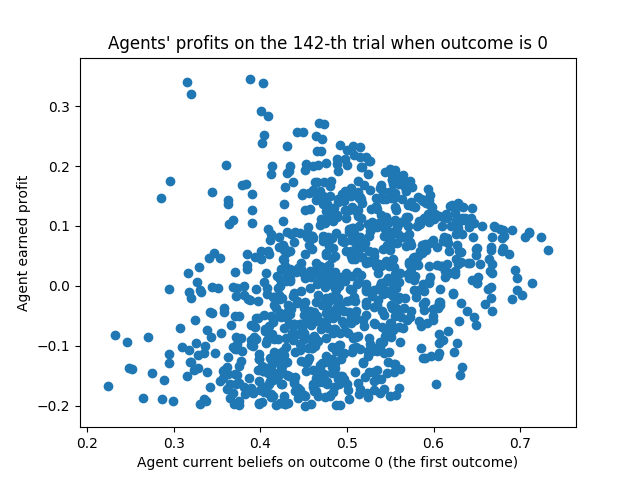 Agents' profits on the 142-th trial when outcome is 0
Agent earned profit
0.3
0.2
0.1
0.0
−0.1
−0.2
0.2 0.3 0.4 0.5 0.6 0.7
Agent current beliefs on outcome 0 (the first outcome)